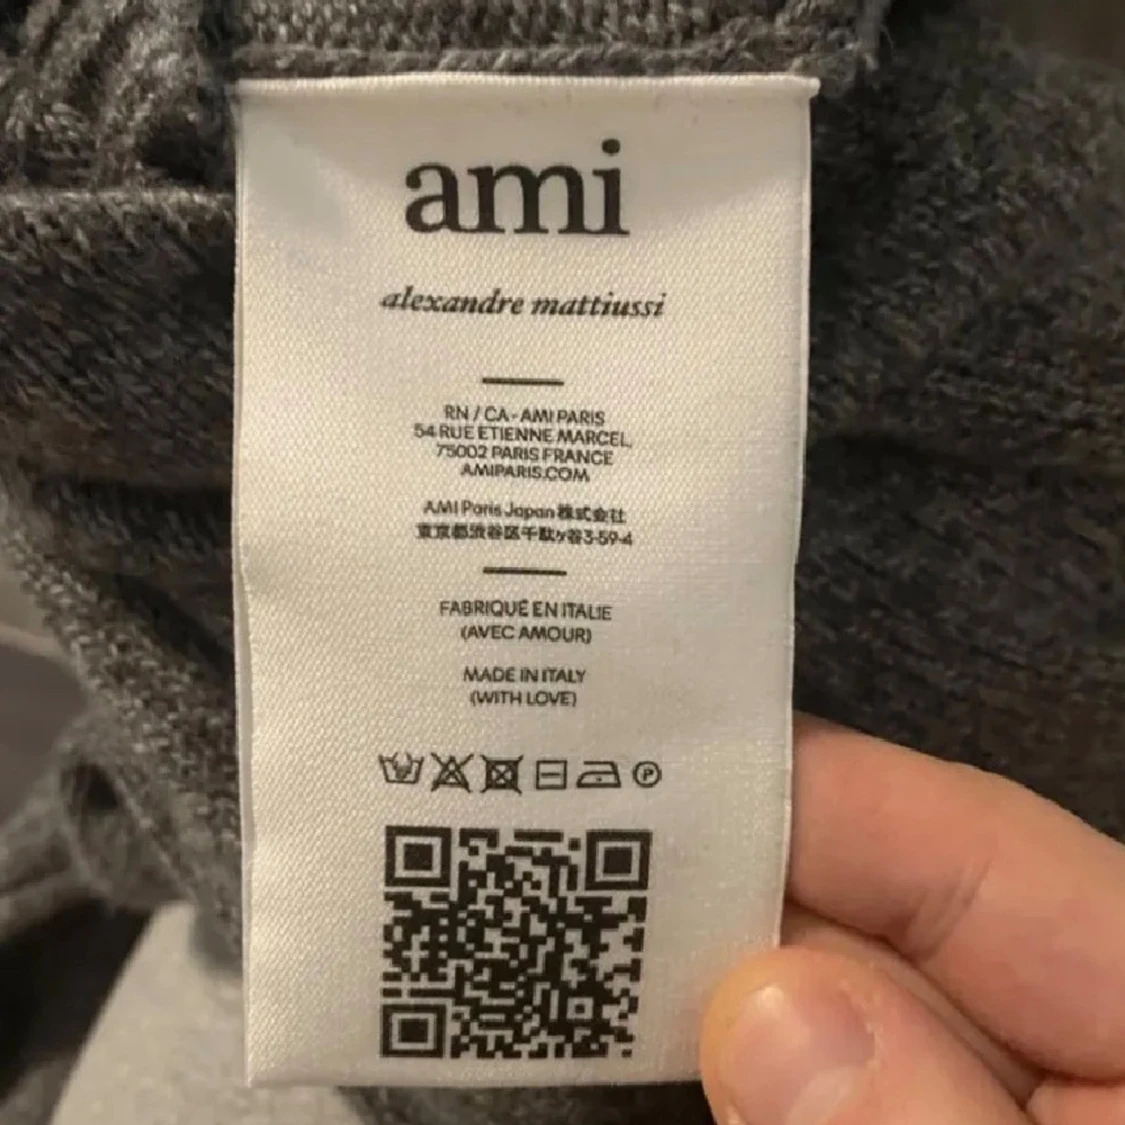 ami
alexandre mattiussi
RN / CA - AMI PARIS
54 RUE ETIENNE MARCEL,
75002 PARIS FRANCE
AMIPARIS.COM
AMI Paris Japan 株式会社
東京都渋谷区千駄ヶ谷3-59-4
FABRIQUÉ EN ITALIE
(AVEC AMOUR)
MADE IN ITALY
(WITH LOVE)
P